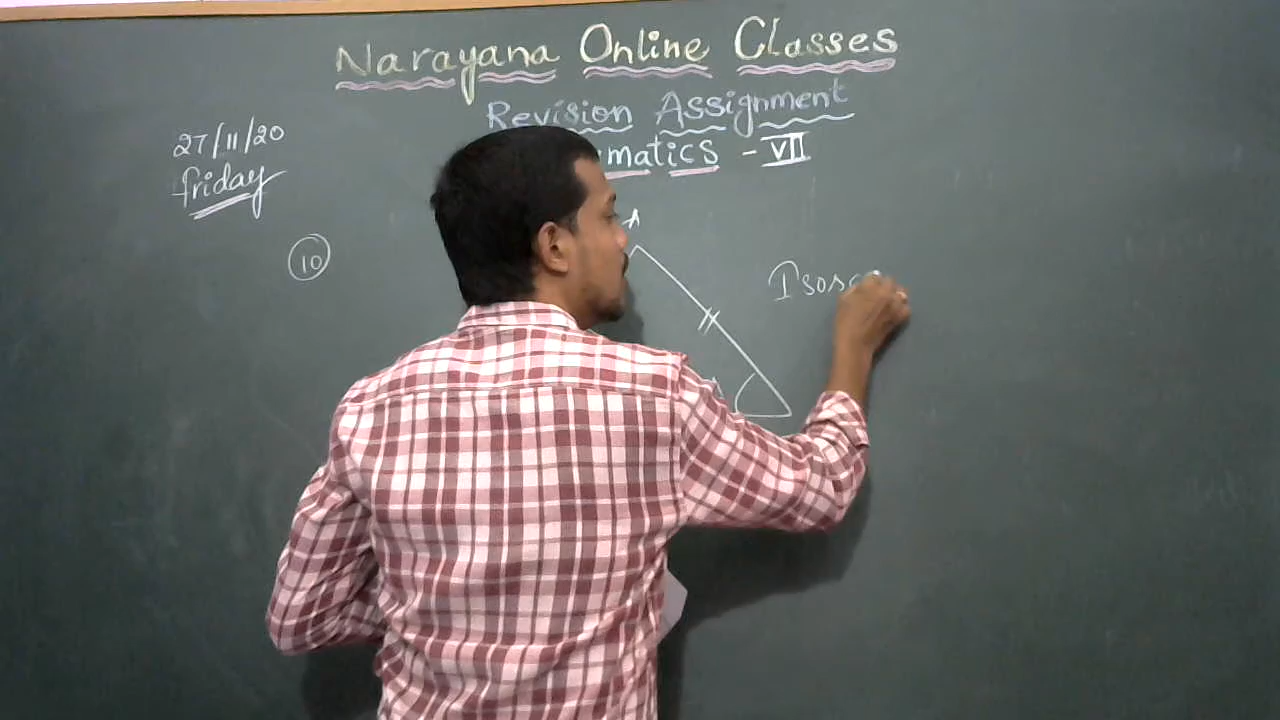 Narayana Online Classes
Revision Assignment
matics - VII
27/11/20
friday
10
A
Isosc